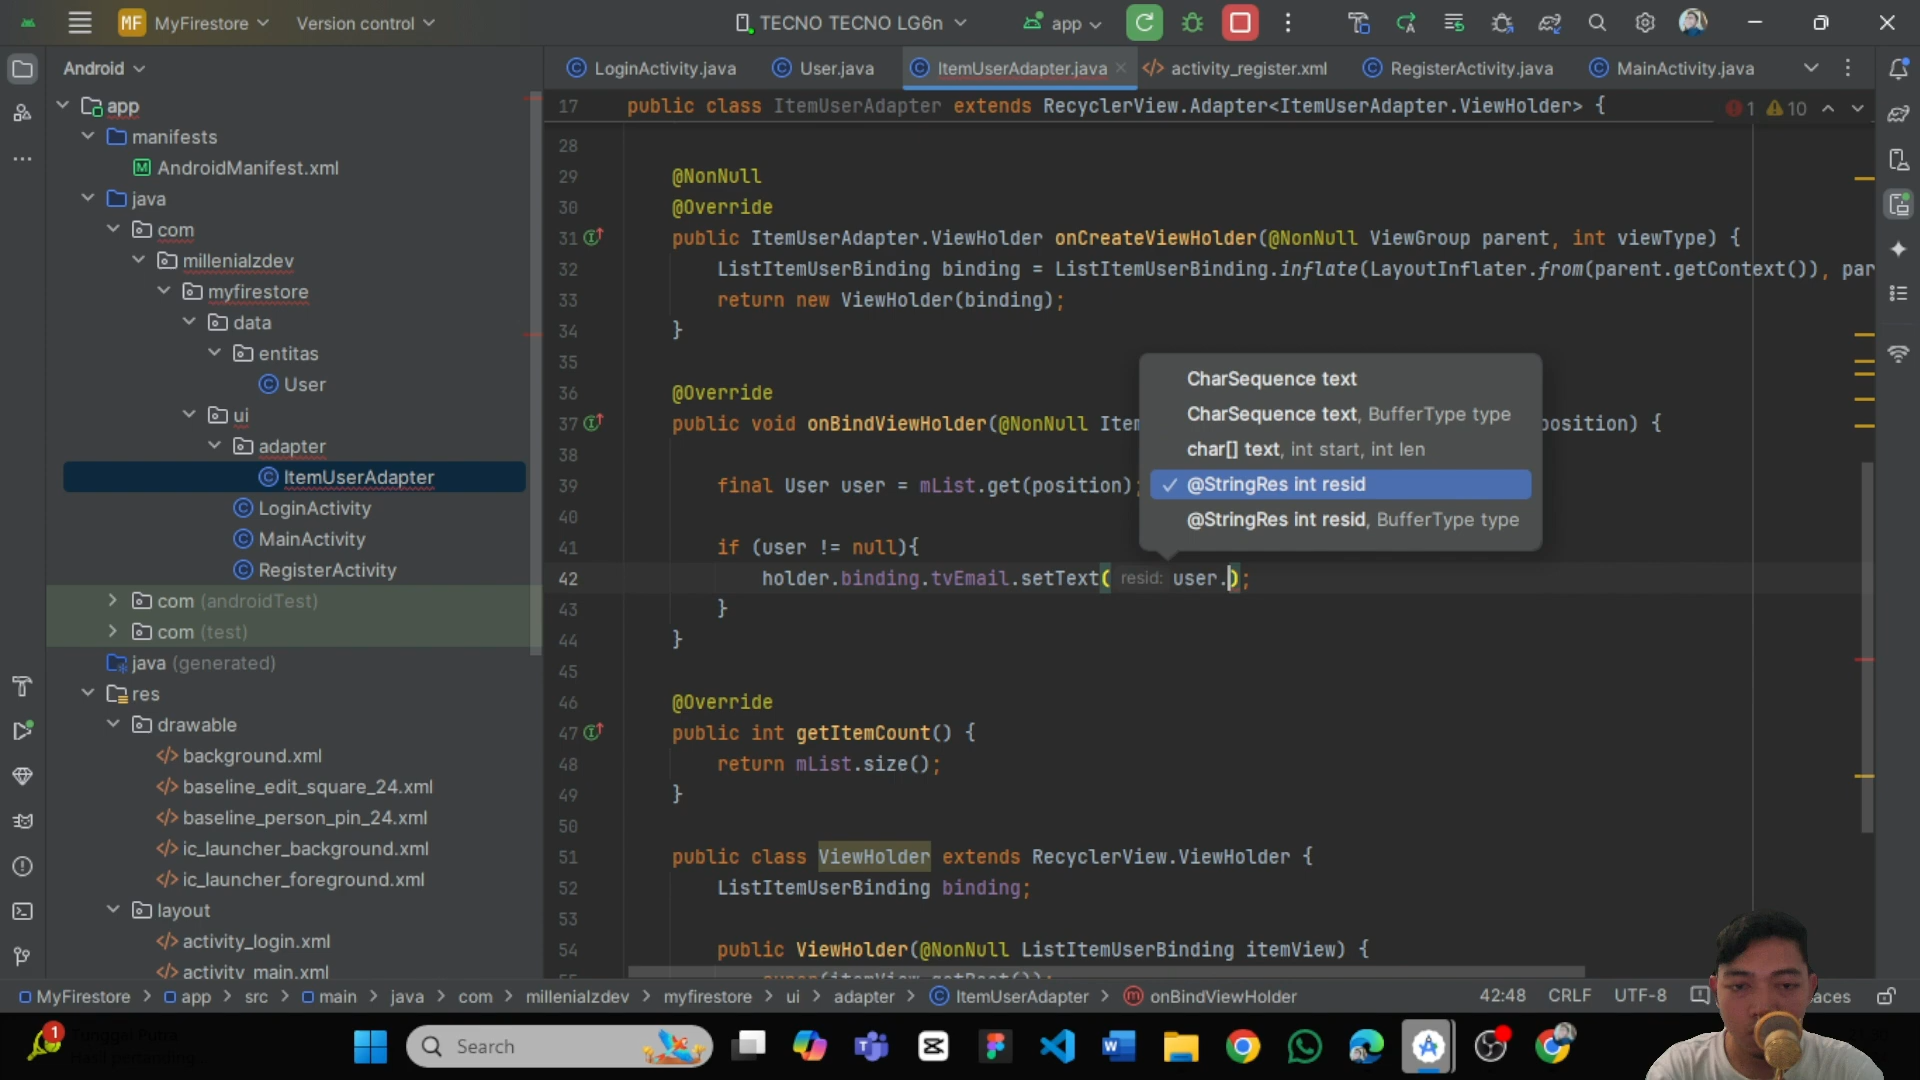 MF MyFirestore Version control TECNO TECNO LG6n app
Android
LoginActivity.java User.java ItemUserAdapter.java activity_register.xml RegisterActivity.java MainActivity.java
17 public class ItemUserAdapter extends RecyclerView.Adapter<ItemUserAdapter.ViewHolder> { 1 10
app
manifests
AndroidManifest.xml
java
com
millenialzdev
myfirestore
data
entitas
User
ui
adapter
ItemUserAdapter
LoginActivity
MainActivity
RegisterActivity
com (androidTest)
com (test)
java (generated)
res
drawable
background.xml
baseline_edit_square_24.xml
baseline_person_pin_24.xml
ic_launcher_background.xml
ic_launcher_foreground.xml
layout
activity_login.xml
activity_main.xml
28
29 @NonNull
30 @Override
31 public ItemUserAdapter.ViewHolder onCreateViewHolder(@NonNull ViewGroup parent, int viewType) {
32 ListItemUserBinding binding = ListItemUserBinding.inflate(LayoutInflater.from(parent.getContext()), par
33 return new ViewHolder(binding);
34 }
35
36 @Override
37 public void onBindViewHolder(@NonNull Item position) {
38
39 final User user = mList.get(position);
40
41 if (user != null){
42 holder.binding.tvEmail.setText( resid: user.);
43 }
44 }
45
46 @Override
47 public int getItemCount() {
48 return mList.size();
49 }
50
51 public class ViewHolder extends RecyclerView.ViewHolder {
52 ListItemUserBinding binding;
53
54 public ViewHolder(@NonNull ListItemUserBinding itemView) {
55 super(itemView.getRoot());
CharSequence text
CharSequence text, BufferType type
char[] text, int start, int len
@StringRes int resid
@StringRes int resid, BufferType type
MyFirestore > app > src > main > java > com > millenialzdev > myfirestore > ui > adapter > ItemUserAdapter > onBindViewHolder 42:48 CRLF UTF-8 aces
1 Search